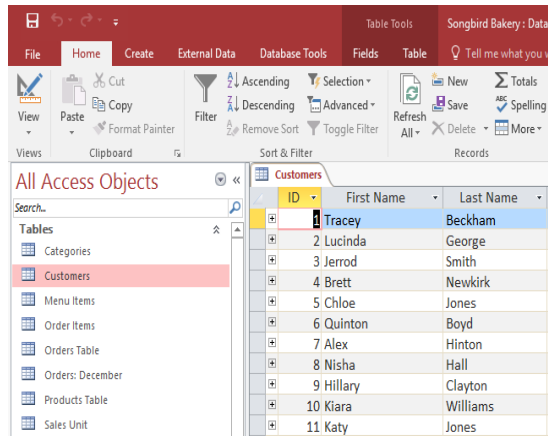 Table Tools Songbird Bakery : Data
File Home Create External Data Database Tools Fields Table Tell me what you
View Paste Cut Copy Format Painter
Filter Ascending Descending Remove Sort Selection Advanced Toggle Filter
Refresh All New Save Delete Totals Spelling More
Views Clipboard Sort & Filter Records
All Access Objects
Search...
Tables
Categories
Customers
Menu Items
Order Items
Orders Table
Orders: December
Products Table
Sales Unit
Customers
ID First Name Last Name
1 Tracey Beckham
2 Lucinda George
3 Jerrod Smith
4 Brett Newkirk
5 Chloe Jones
6 Quinton Boyd
7 Alex Hinton
8 Nisha Hall
9 Hillary Clayton
10 Kiara Williams
11 Katy Jones